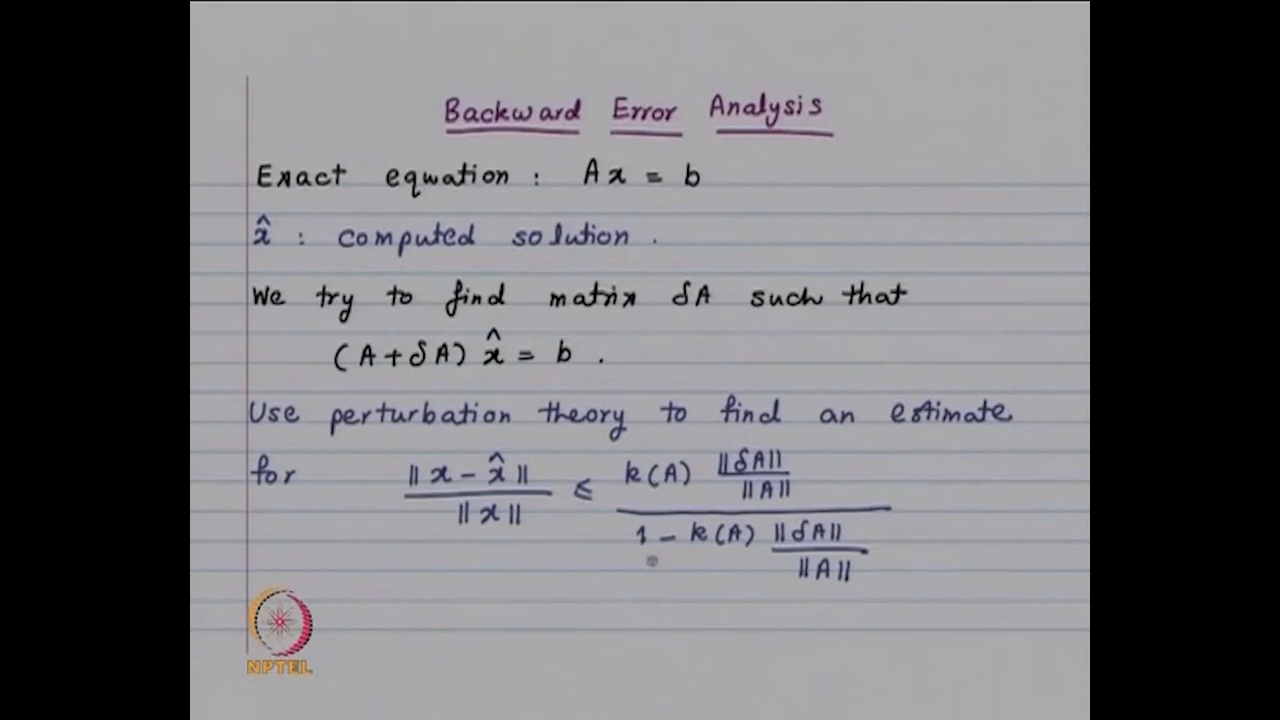 Backward Error Analysis
Exact equation : Ax = b
x̂ : computed solution .
We try to find matrix δA such that
(A + δA) x̂ = b .
Use perturbation theory to find an estimate
for ‖x - x̂‖ / ‖x‖ ≤ k(A) ‖δA‖/‖A‖ / 1 - k(A) ‖δA‖/‖A‖
NPTEL